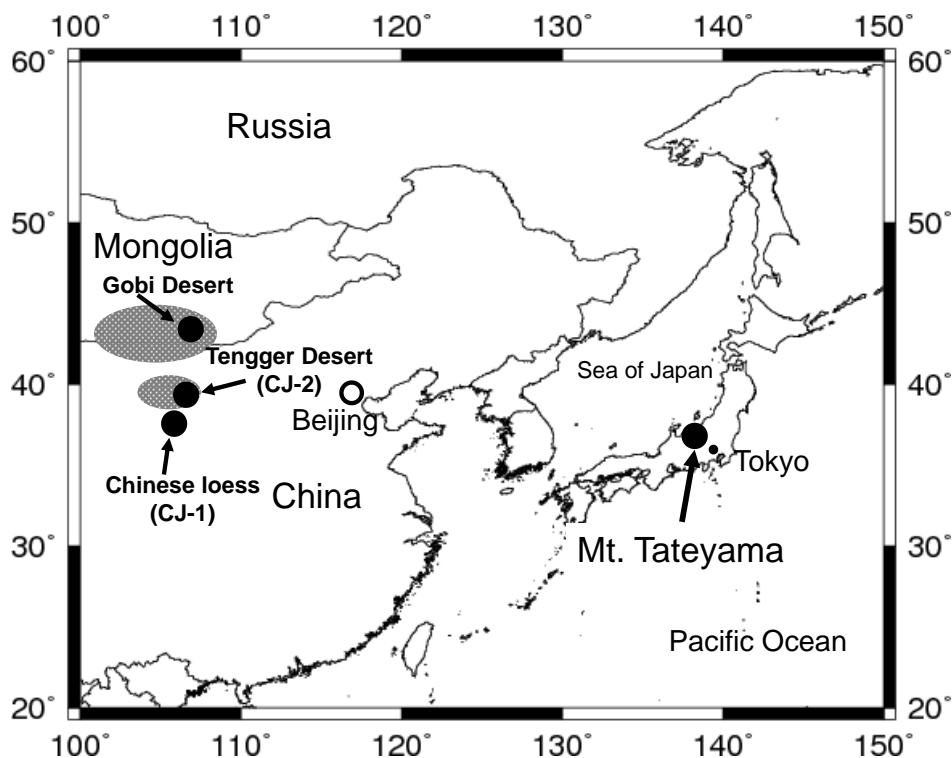 100° 110° 120° 130° 140° 150°
60° 60°
Russia
50° 50°
Mongolia
Gobi Desert
Tengger Desert
(CJ-2)
40° 40°
Sea of Japan
Beijing
Tokyo
Chinese loess
(CJ-1)
China
Mt. Tateyama
30° 30°
Pacific Ocean
20° 20°
100° 110° 120° 130° 140° 150°